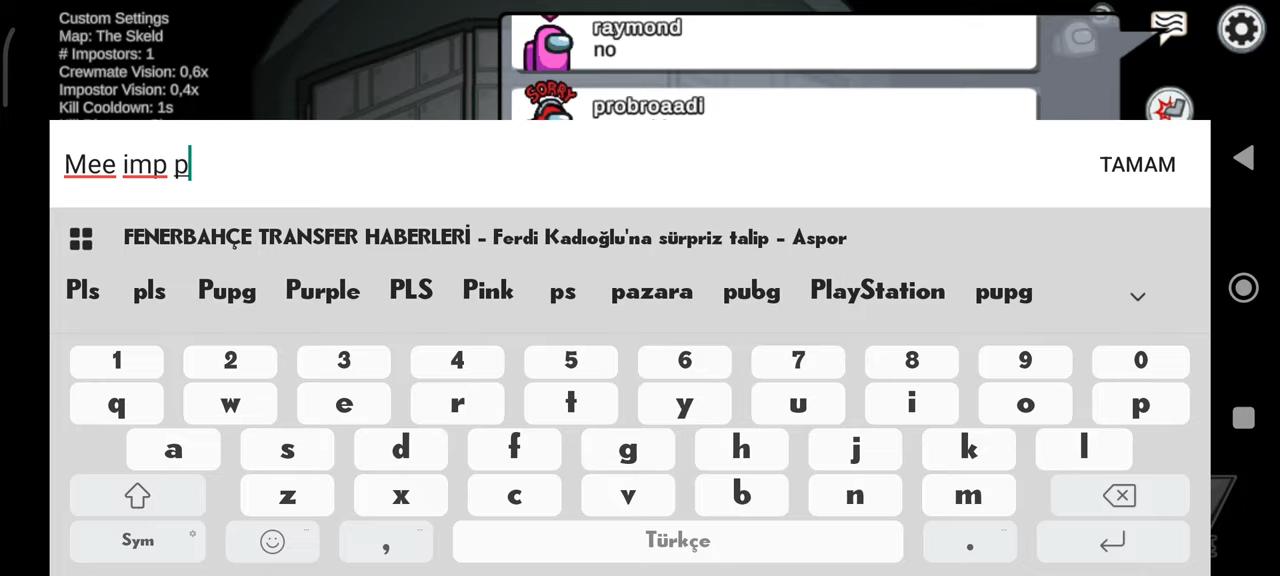 Custom Settings
Map: The Skeld
# Impostors: 1
Crewmate Vision: 0,6x
Impostor Vision: 0,4x
Kill Cooldown: 1s
raymond
no
SORRY
probroaadi
Mee imp p
TAMAM
FENERBAHÇE TRANSFER HABERLERİ - Ferdi Kadıoğlu'na sürpriz talip - Aspor
Pls pls Pupg Purple PLS Pink ps pazara pubg PlayStation pupg
1 2 3 4 5 6 7 8 9 0
q w e r t y u i o p
a s d f g h j k l
z x c v b n m
Sym , Türkçe .